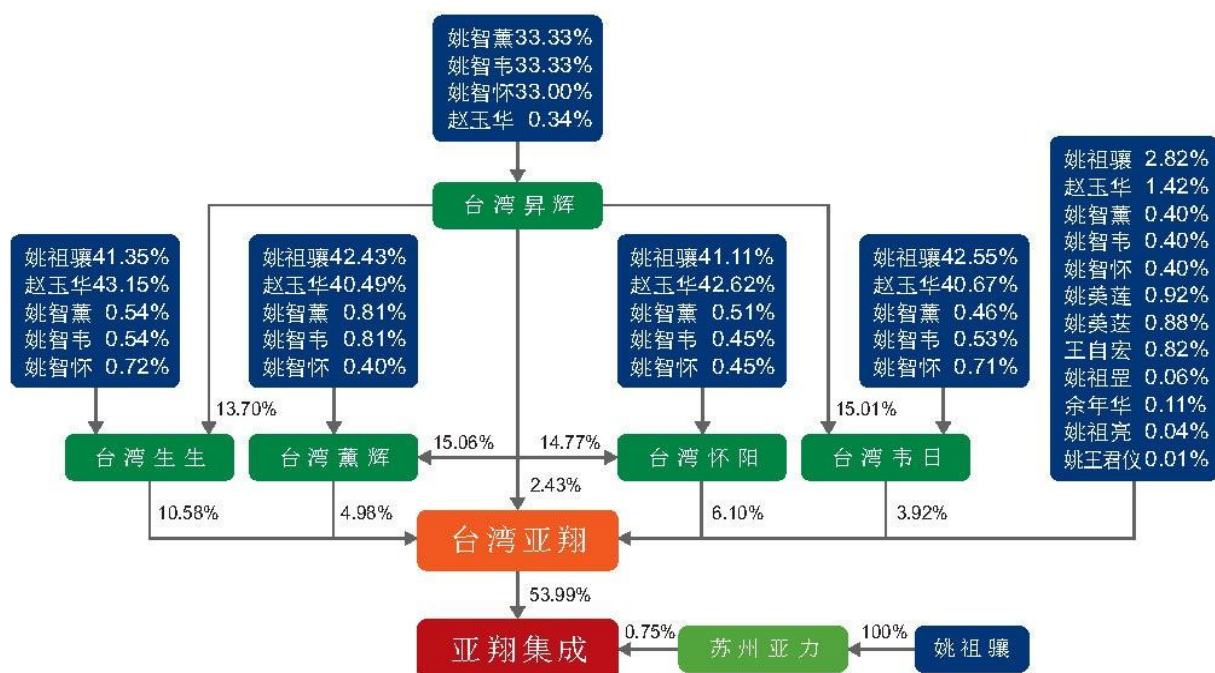 姚智薰33.33%
姚智韦33.33%
姚智怀33.00%
赵玉华 0.34%
台湾昇辉
姚祖骧41.35%
赵玉华43.15%
姚智薰 0.54%
姚智韦 0.54%
姚智怀 0.72%
姚祖骧42.43%
赵玉华40.49%
姚智薰 0.81%
姚智韦 0.81%
姚智怀 0.40%
姚祖骧41.11%
赵玉华42.62%
姚智薰 0.51%
姚智韦 0.45%
姚智怀 0.45%
姚祖骧42.55%
赵玉华40.67%
姚智薰 0.46%
姚智韦 0.53%
姚智怀 0.71%
姚祖骧 2.82%
赵玉华 1.42%
姚智薰 0.40%
姚智韦 0.40%
姚智怀 0.40%
姚美莲 0.92%
姚美莛 0.88%
王自宏 0.82%
姚祖罡 0.06%
余年华 0.11%
姚祖亮 0.04%
姚王君仪0.01%
13.70%
15.06%
14.77%
15.01%
台湾生生
台湾薰辉
台湾怀阳
台湾韦日
10.58%
4.98%
2.43%
6.10%
3.92%
台湾亚翔
53.99%
亚翔集成
0.75%
苏州亚力
100%
姚祖骧